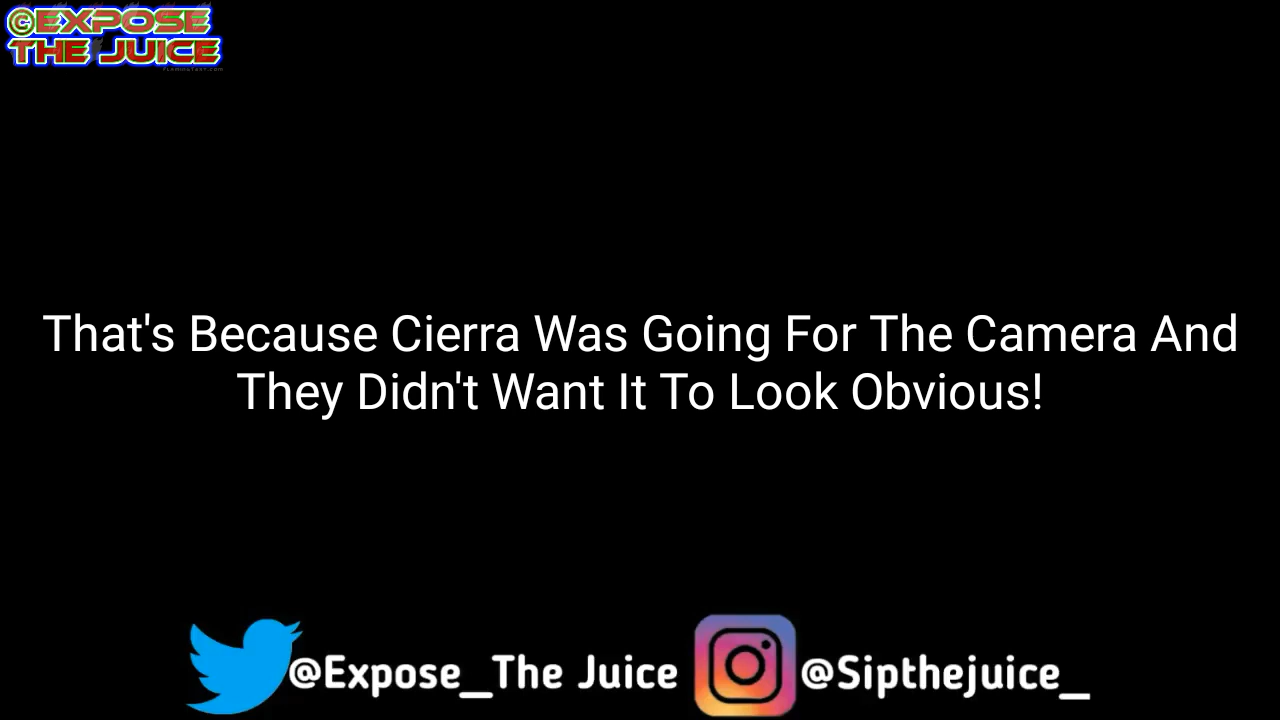 ©EXPOSE
THE JUICE
That's Because Cierra Was Going For The Camera And
They Didn't Want It To Look Obvious!
@Expose_The Juice @Sipthejuice_